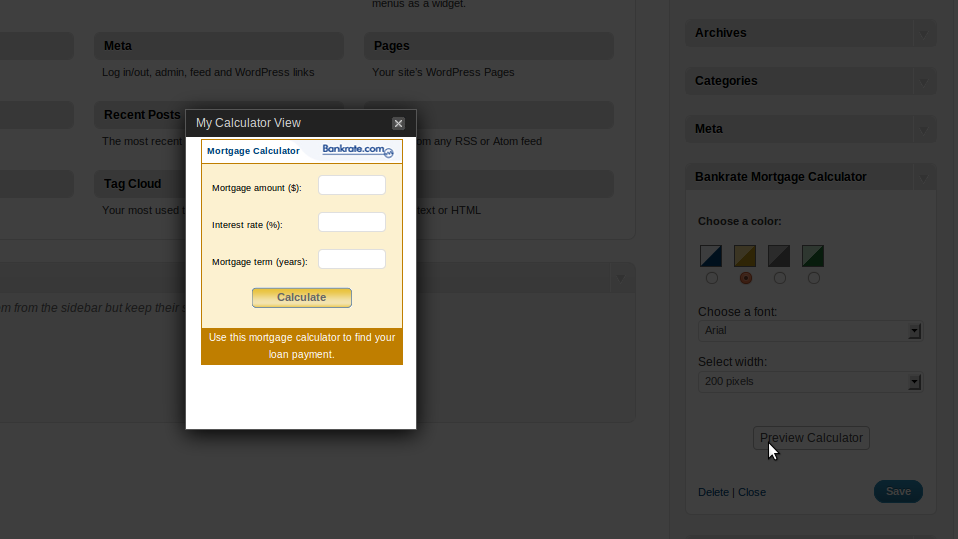 menus as a widget.
Meta
Log in/out, admin, feed and WordPress links
Pages
Your site's WordPress Pages
Recent Posts
The most recent
om any RSS or Atom feed
Tag Cloud
Your most used t
text or HTML
m from the sidebar but keep their s
My Calculator View
Mortgage Calculator
Bankrate.com
Mortgage amount ($):
Interest rate (%):
Mortgage term (years):
Calculate
Use this mortgage calculator to find your
loan payment.
Archives
Categories
Meta
Bankrate Mortgage Calculator
Choose a color:
Choose a font:
Arial
Select width:
200 pixels
Preview Calculator
Delete | Close
Save